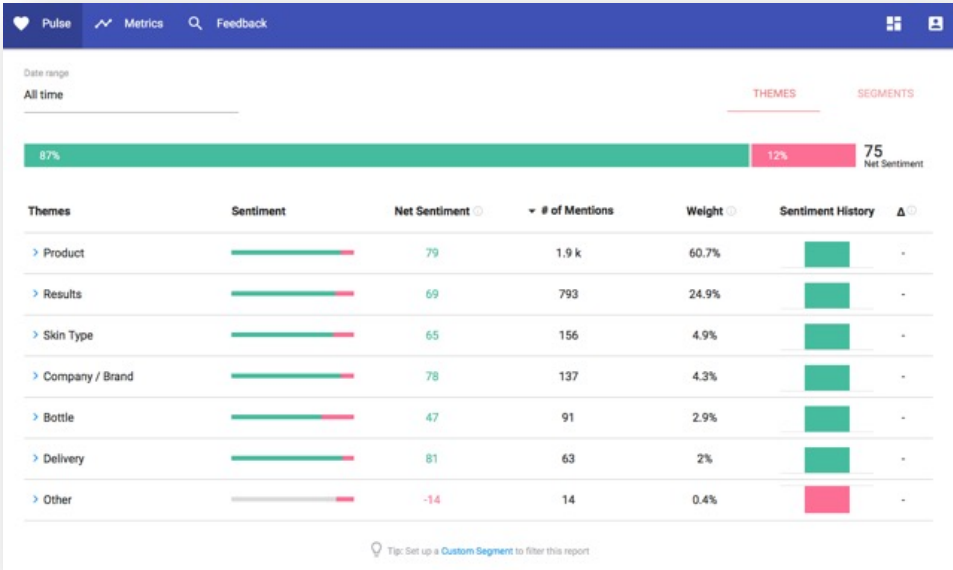 Pulse Metrics Feedback
Date range
All time
THEMES SEGMENTS
87% 12% 75
Net Sentiment
Themes Sentiment Net Sentiment # of Mentions Weight Sentiment History Δ
Product 79 1.9 k 60.7% -
Results 69 793 24.9% -
Skin Type 65 156 4.9% -
Company / Brand 78 137 4.3% -
Bottle 47 91 2.9% -
Delivery 81 63 2% -
Other -14 14 0.4% -
Tip: Set up a Custom Segment to filter this report